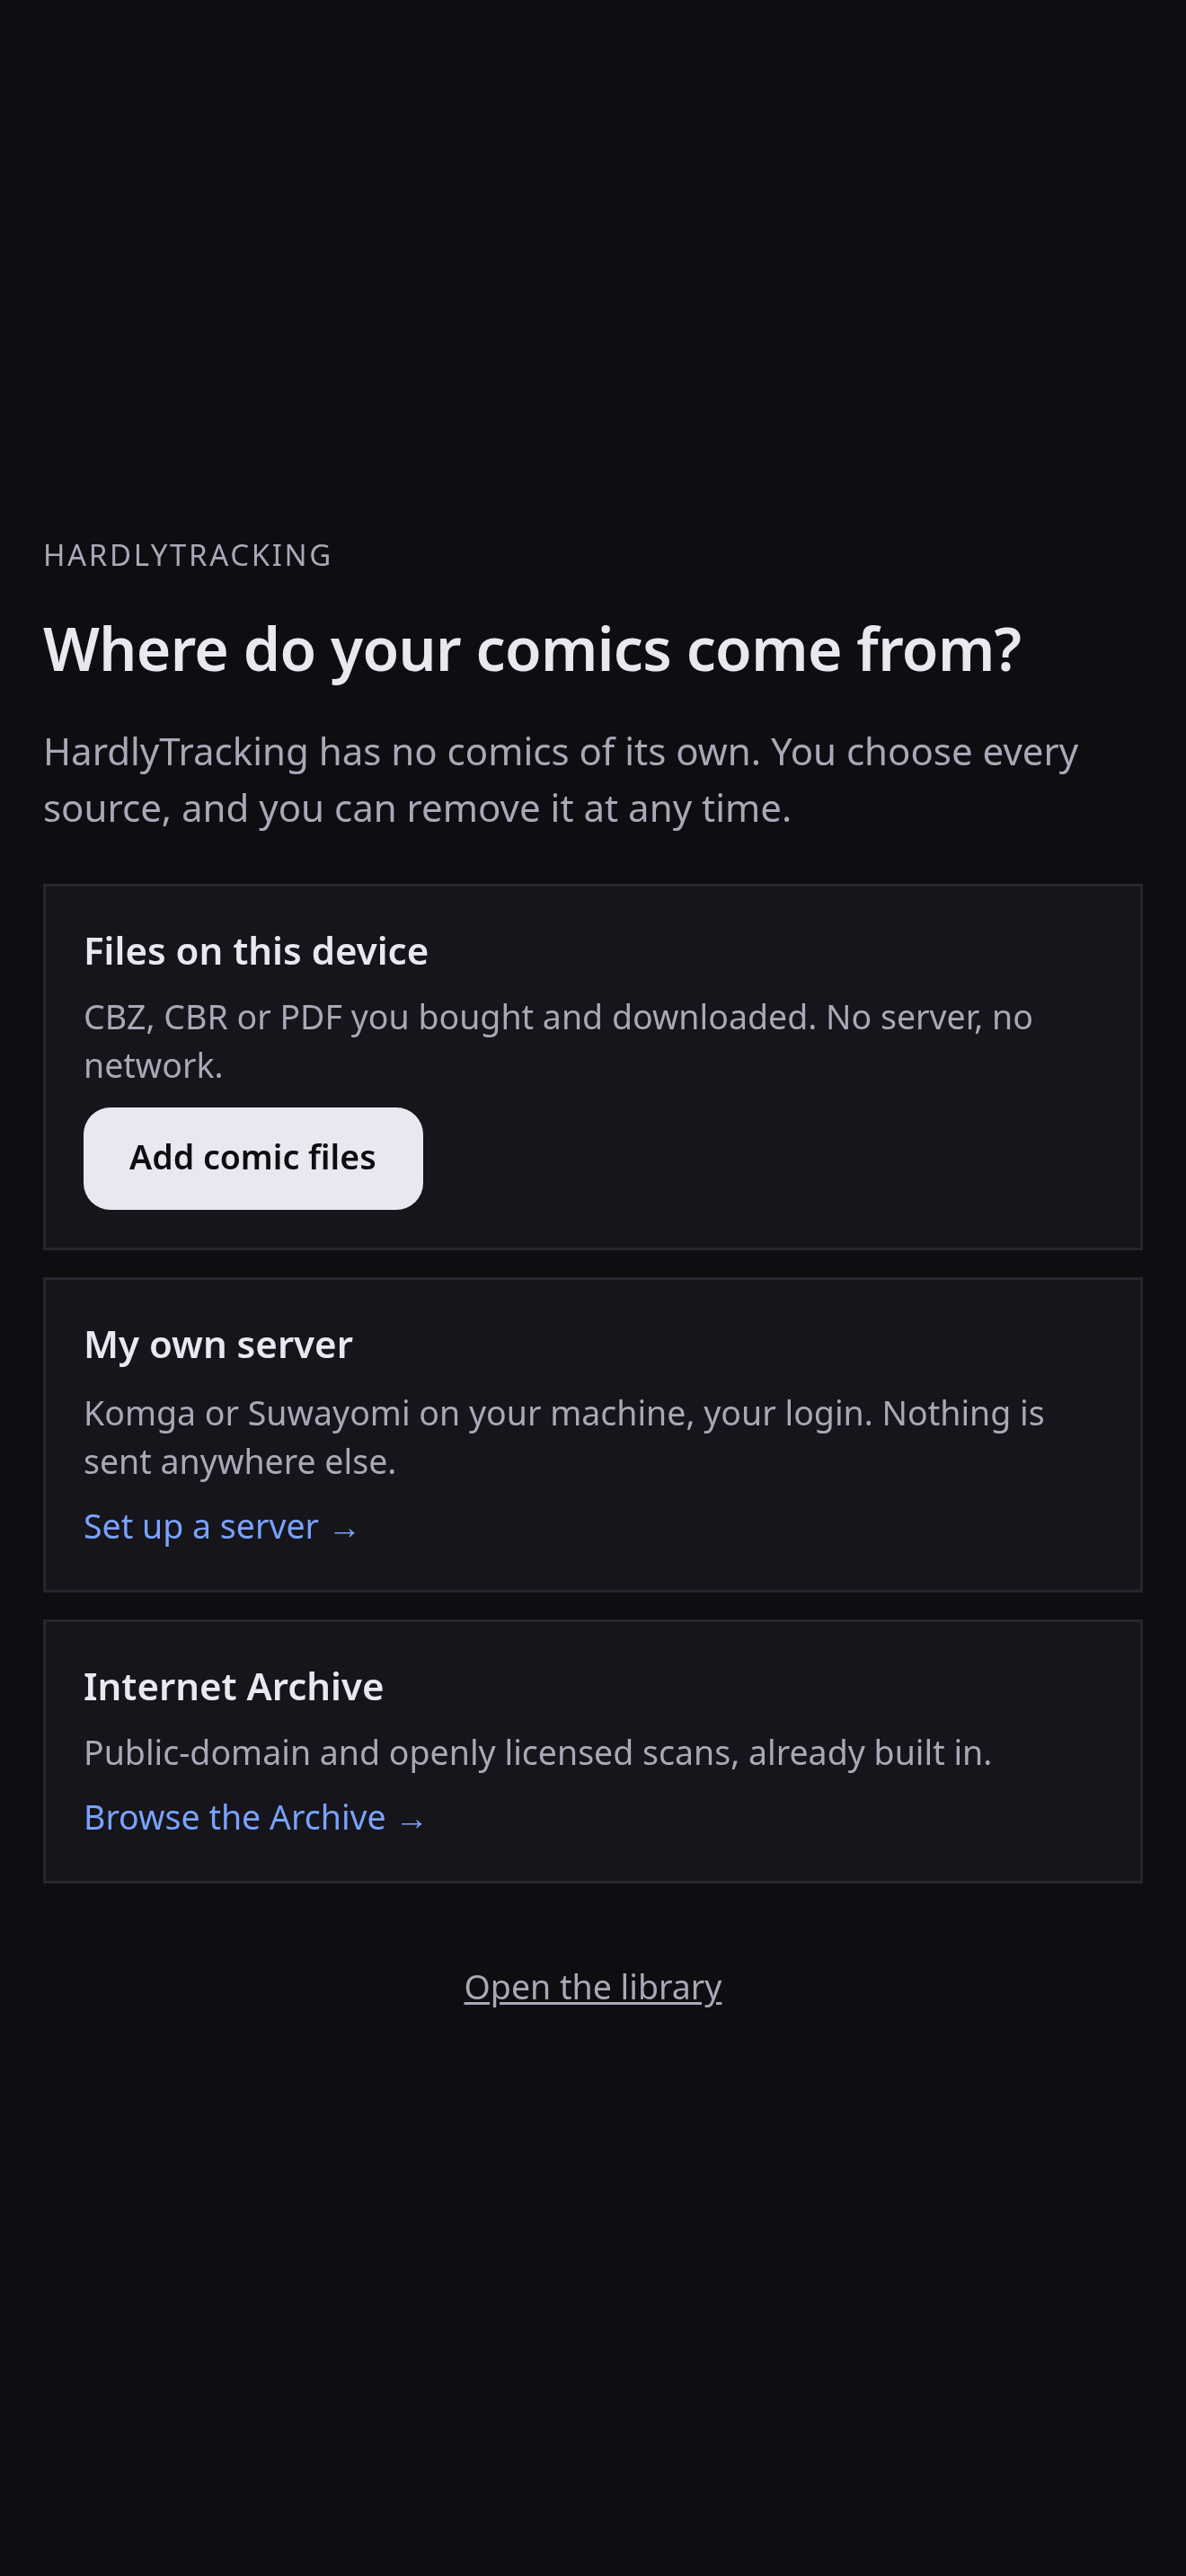 HARDLYTRACKING
Where do your comics come from?
HardlyTracking has no comics of its own. You choose every
source, and you can remove it at any time.
Files on this device
CBZ, CBR or PDF you bought and downloaded. No server, no
network.
Add comic files
My own server
Komga or Suwayomi on your machine, your login. Nothing is
sent anywhere else.
Set up a server →
Internet Archive
Public-domain and openly licensed scans, already built in.
Browse the Archive →
Open the library